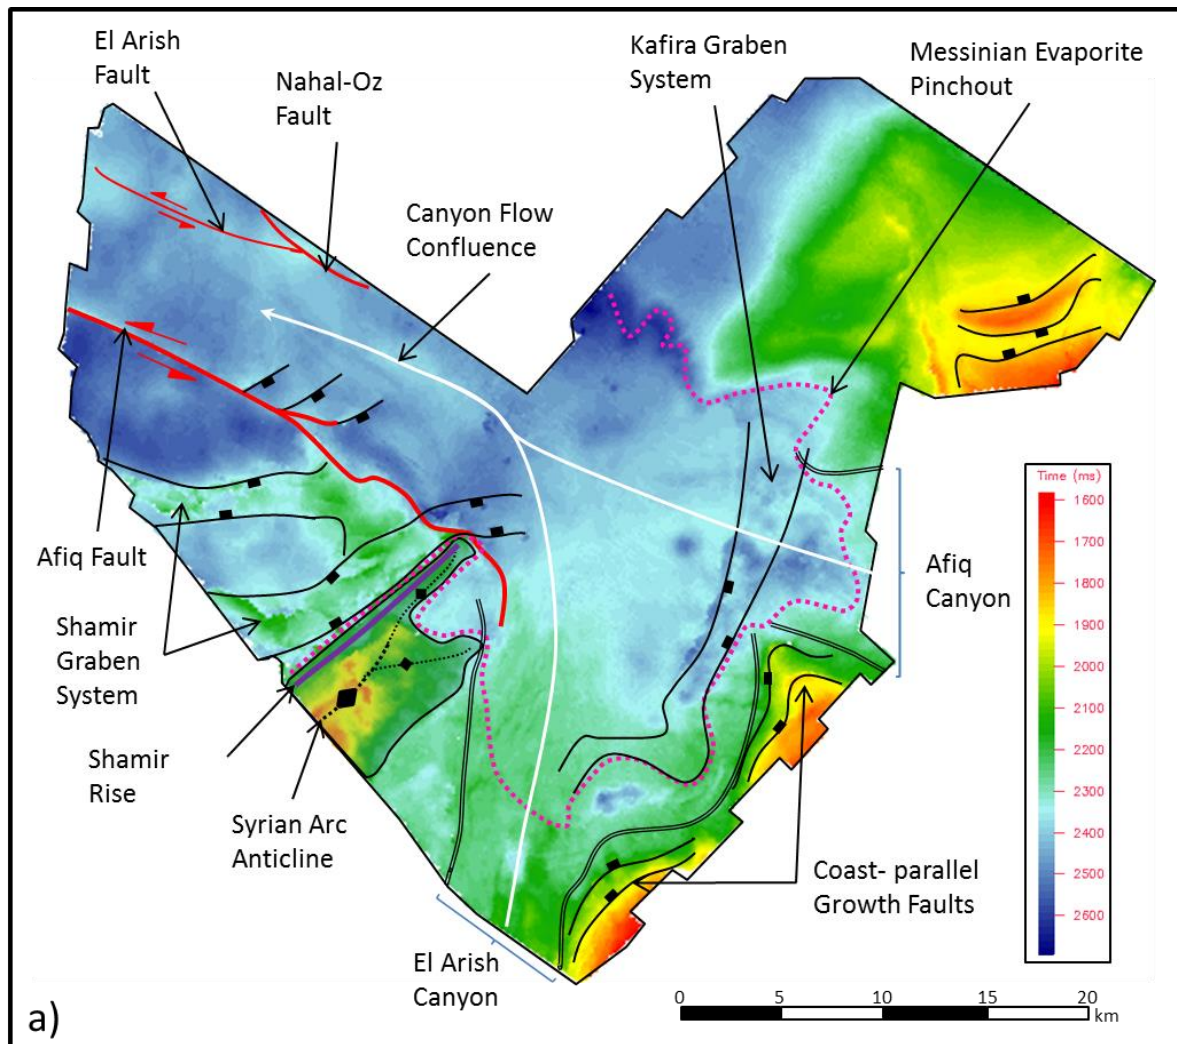 El Arish
Fault
Nahal-Oz
Fault
Kafira Graben
System
Messinian Evaporite
Pinchout
Canyon Flow
Confluence
Afiq Fault
Shamir
Graben
System
Shamir
Rise
Syrian Arc
Anticline
El Arish
Canyon
Afiq
Canyon
Coast- parallel
Growth Faults
Time (ms)
1600
1700
1800
1900
2000
2100
2200
2300
2400
2500
2600
0 5 10 15 20
km
a)